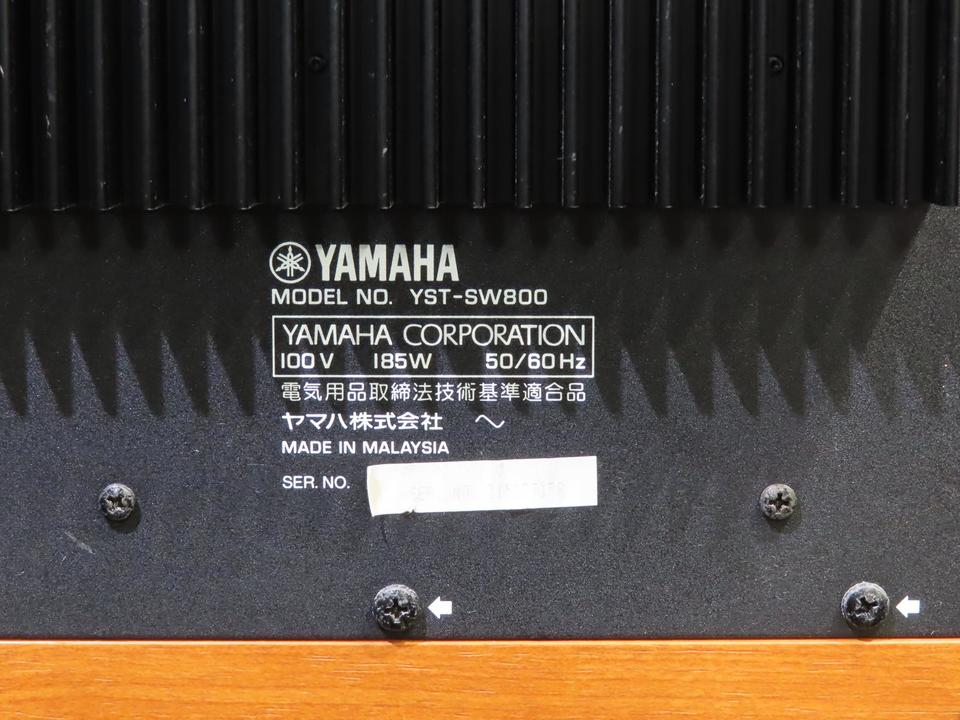 YAMAHA
MODEL NO. YST-SW800
YAMAHA CORPORATION
100V 185W 50/60Hz
電気用品取締法技術基準適合品
ヤマハ株式会社 ～
MADE IN MALAYSIA
SER. NO.